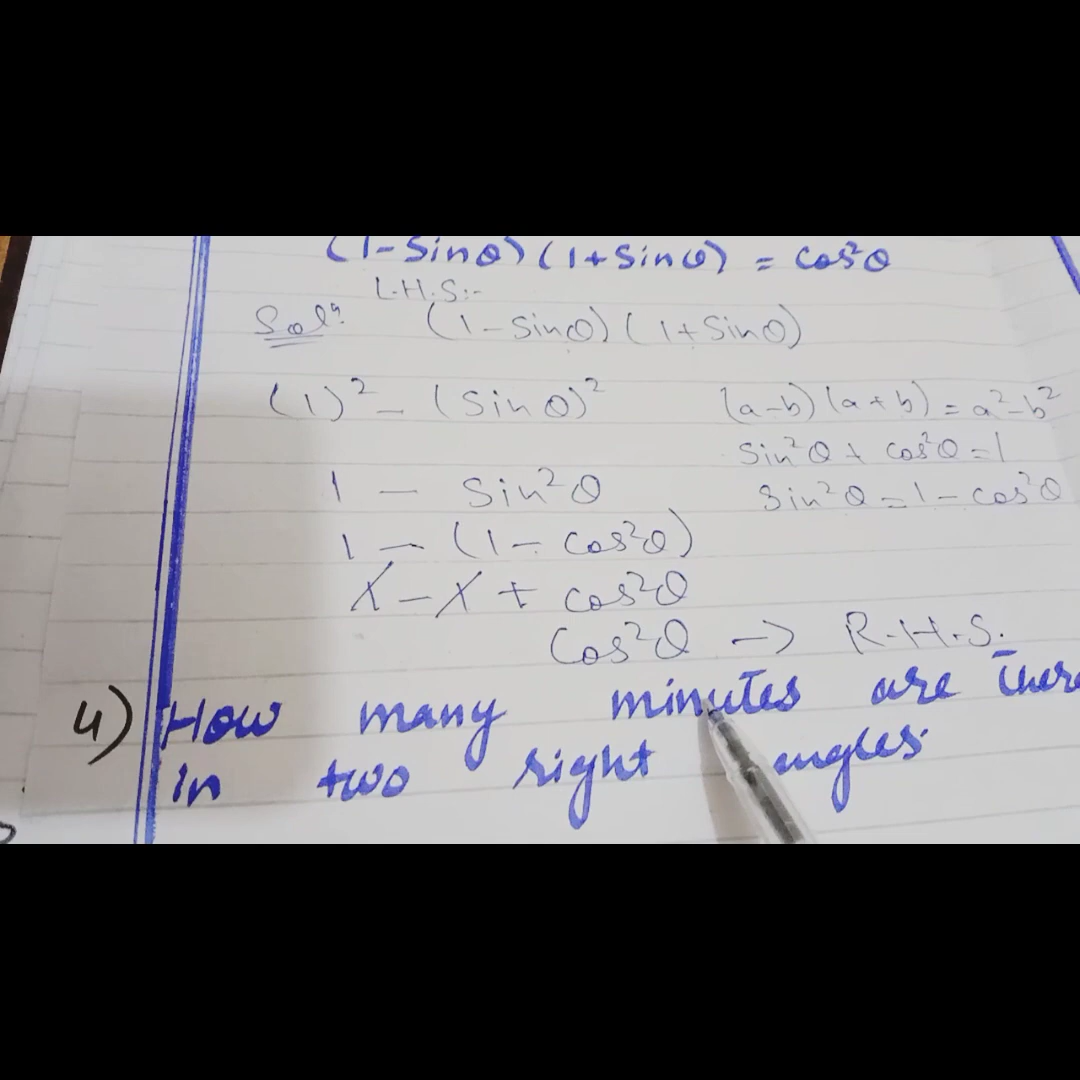 (1-Sinθ)(1+Sinθ) = Cos²θ
L.H.S:-
Solⁿ (1-Sinθ)(1+Sinθ)
(1)² - (Sinθ)² (a-b)(a+b) = a²-b²
Sin²θ + Cos²θ = 1
1 - Sin²θ Sin²θ = 1 - Cos²θ
1 - (1 - Cos²θ)
1 - 1 + Cos²θ
Cos²θ → R.H.S.
4) How many minutes are there
in two right angles.